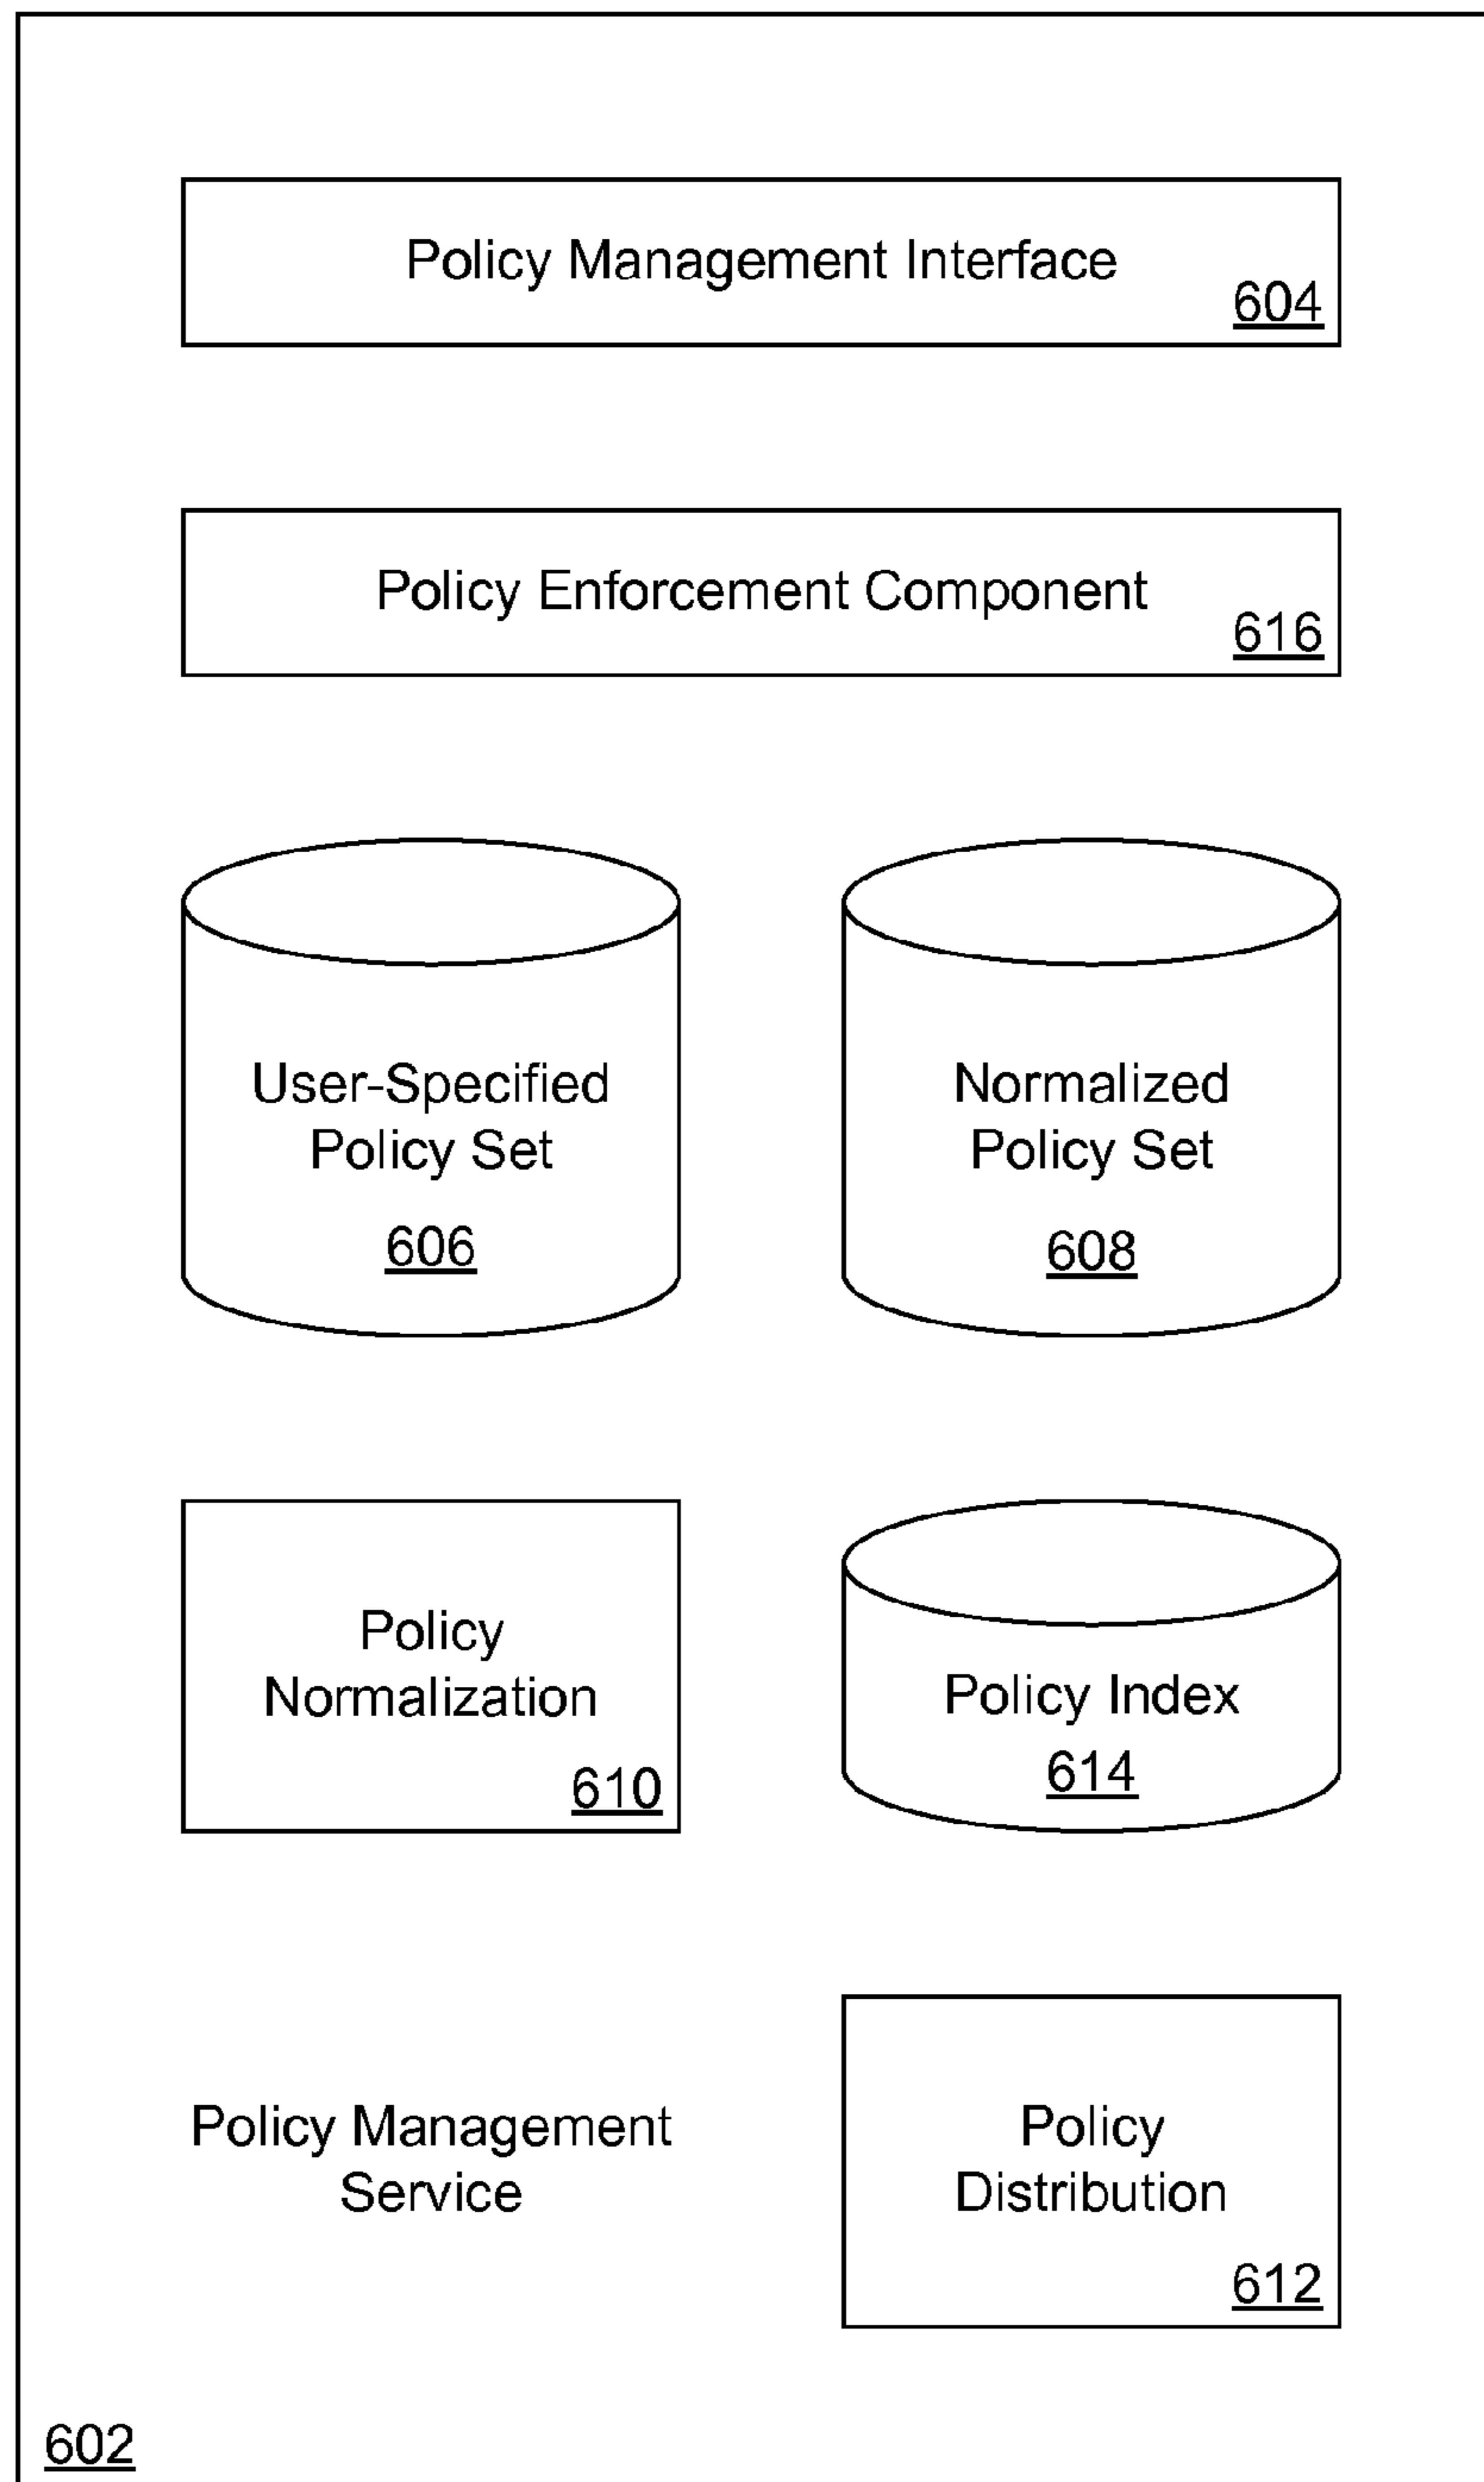 Policy Management Interface
604
Policy Enforcement Component
616
User-Specified
Policy Set
606
Normalized
Policy Set
608
Policy
Normalization
610
Policy Index
614
Policy Management
Service
Policy
Distribution
612
602